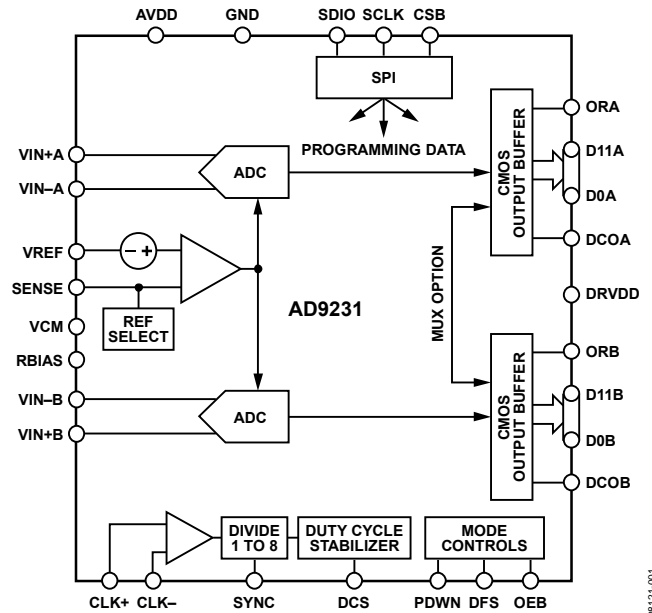 AVDD
GND
SDIO
SCLK
CSB
SPI
PROGRAMMING DATA
ORA
D11A
D0A
DCOA
CMOS
OUTPUT BUFFER
VIN+A
VIN–A
ADC
VREF
– +
SENSE
REF
SELECT
VCM
RBIAS
AD9231
MUX OPTION
DRVDD
ORB
D11B
D0B
DCOB
CMOS
OUTPUT BUFFER
VIN–B
VIN+B
ADC
DIVIDE
1 TO 8
DUTY CYCLE
STABILIZER
MODE
CONTROLS
CLK+
CLK–
SYNC
DCS
PDWN
DFS
OEB
08121-001